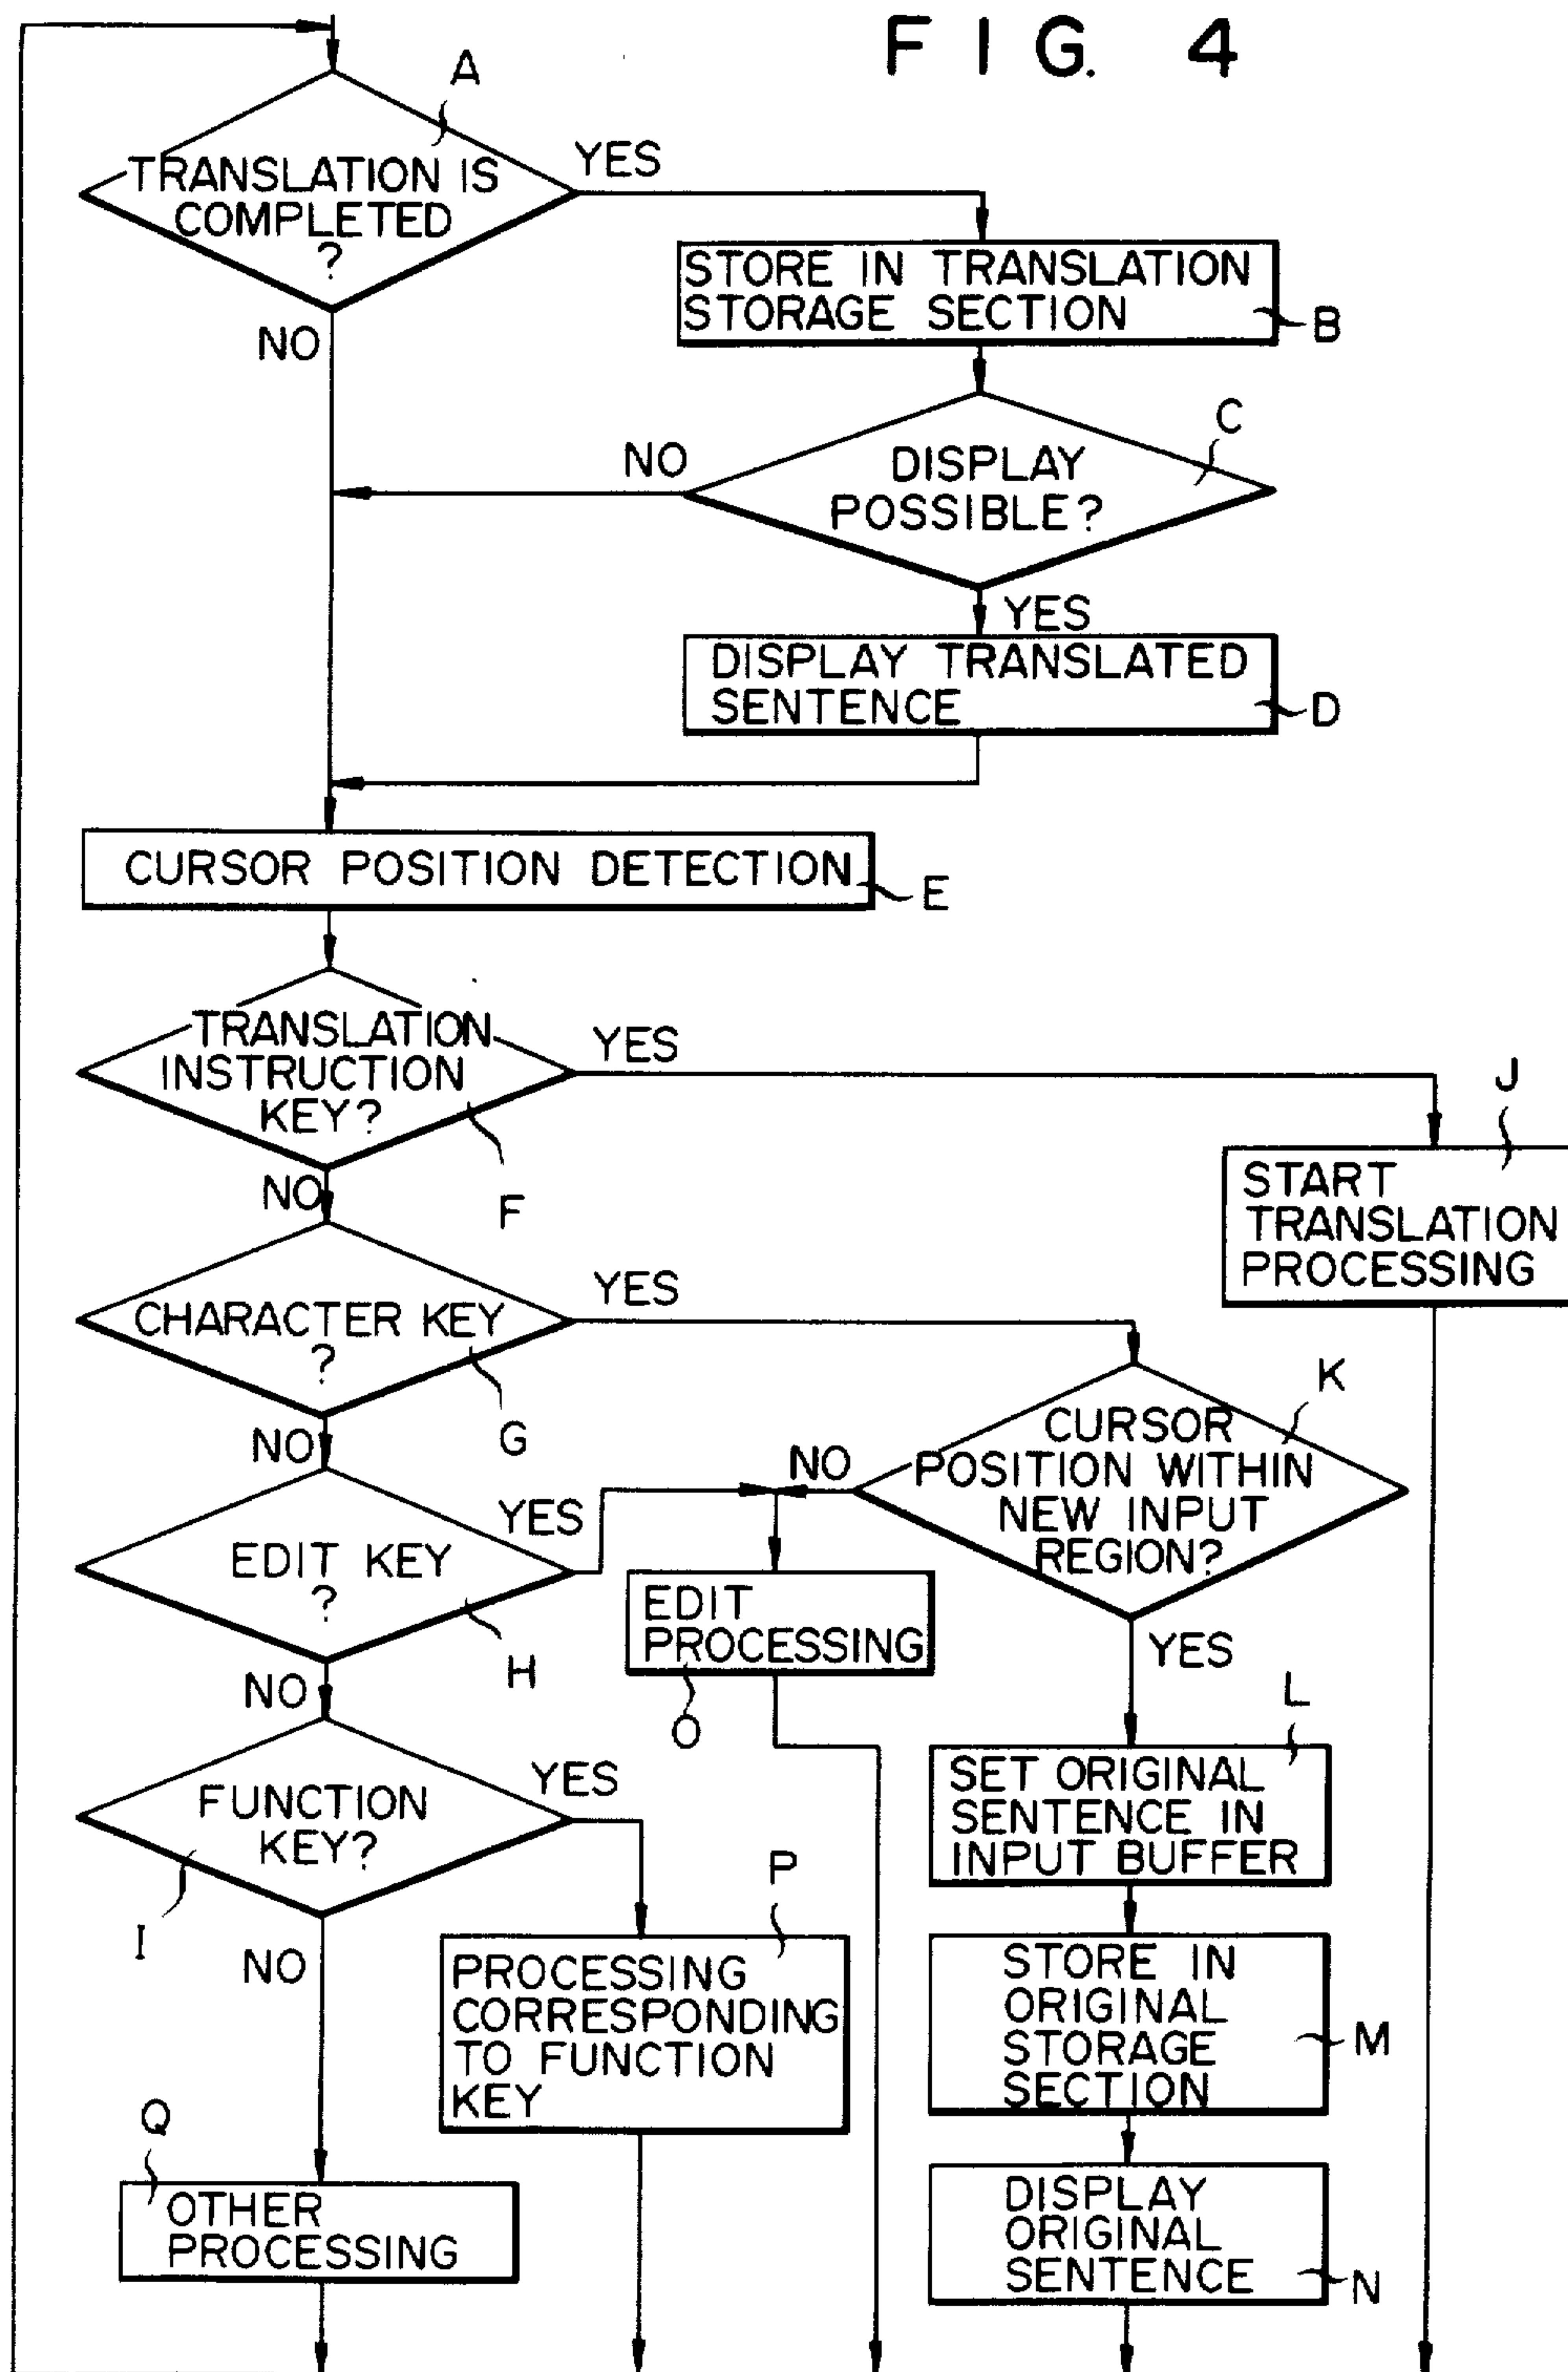 FIG. 4
A
TRANSLATION IS
COMPLETED
?
YES
NO
STORE IN TRANSLATION
STORAGE SECTION
B
C
DISPLAY
POSSIBLE?
NO
YES
DISPLAY TRANSLATED
SENTENCE
D
CURSOR POSITION DETECTION
E
TRANSLATION
INSTRUCTION
KEY?
YES
NO
F
J
START
TRANSLATION
PROCESSING
CHARACTER KEY
?
YES
NO
G
K
CURSOR
POSITION WITHIN
NEW INPUT
REGION?
NO
YES
EDIT KEY
?
YES
NO
H
EDIT
PROCESSING
O
L
SET ORIGINAL
SENTENCE IN
INPUT BUFFER
FUNCTION
KEY?
YES
NO
I
P
PROCESSING
CORRESPONDING
TO FUNCTION
KEY
STORE IN
ORIGINAL
STORAGE
SECTION
M
Q
OTHER
PROCESSING
DISPLAY
ORIGINAL
SENTENCE
N